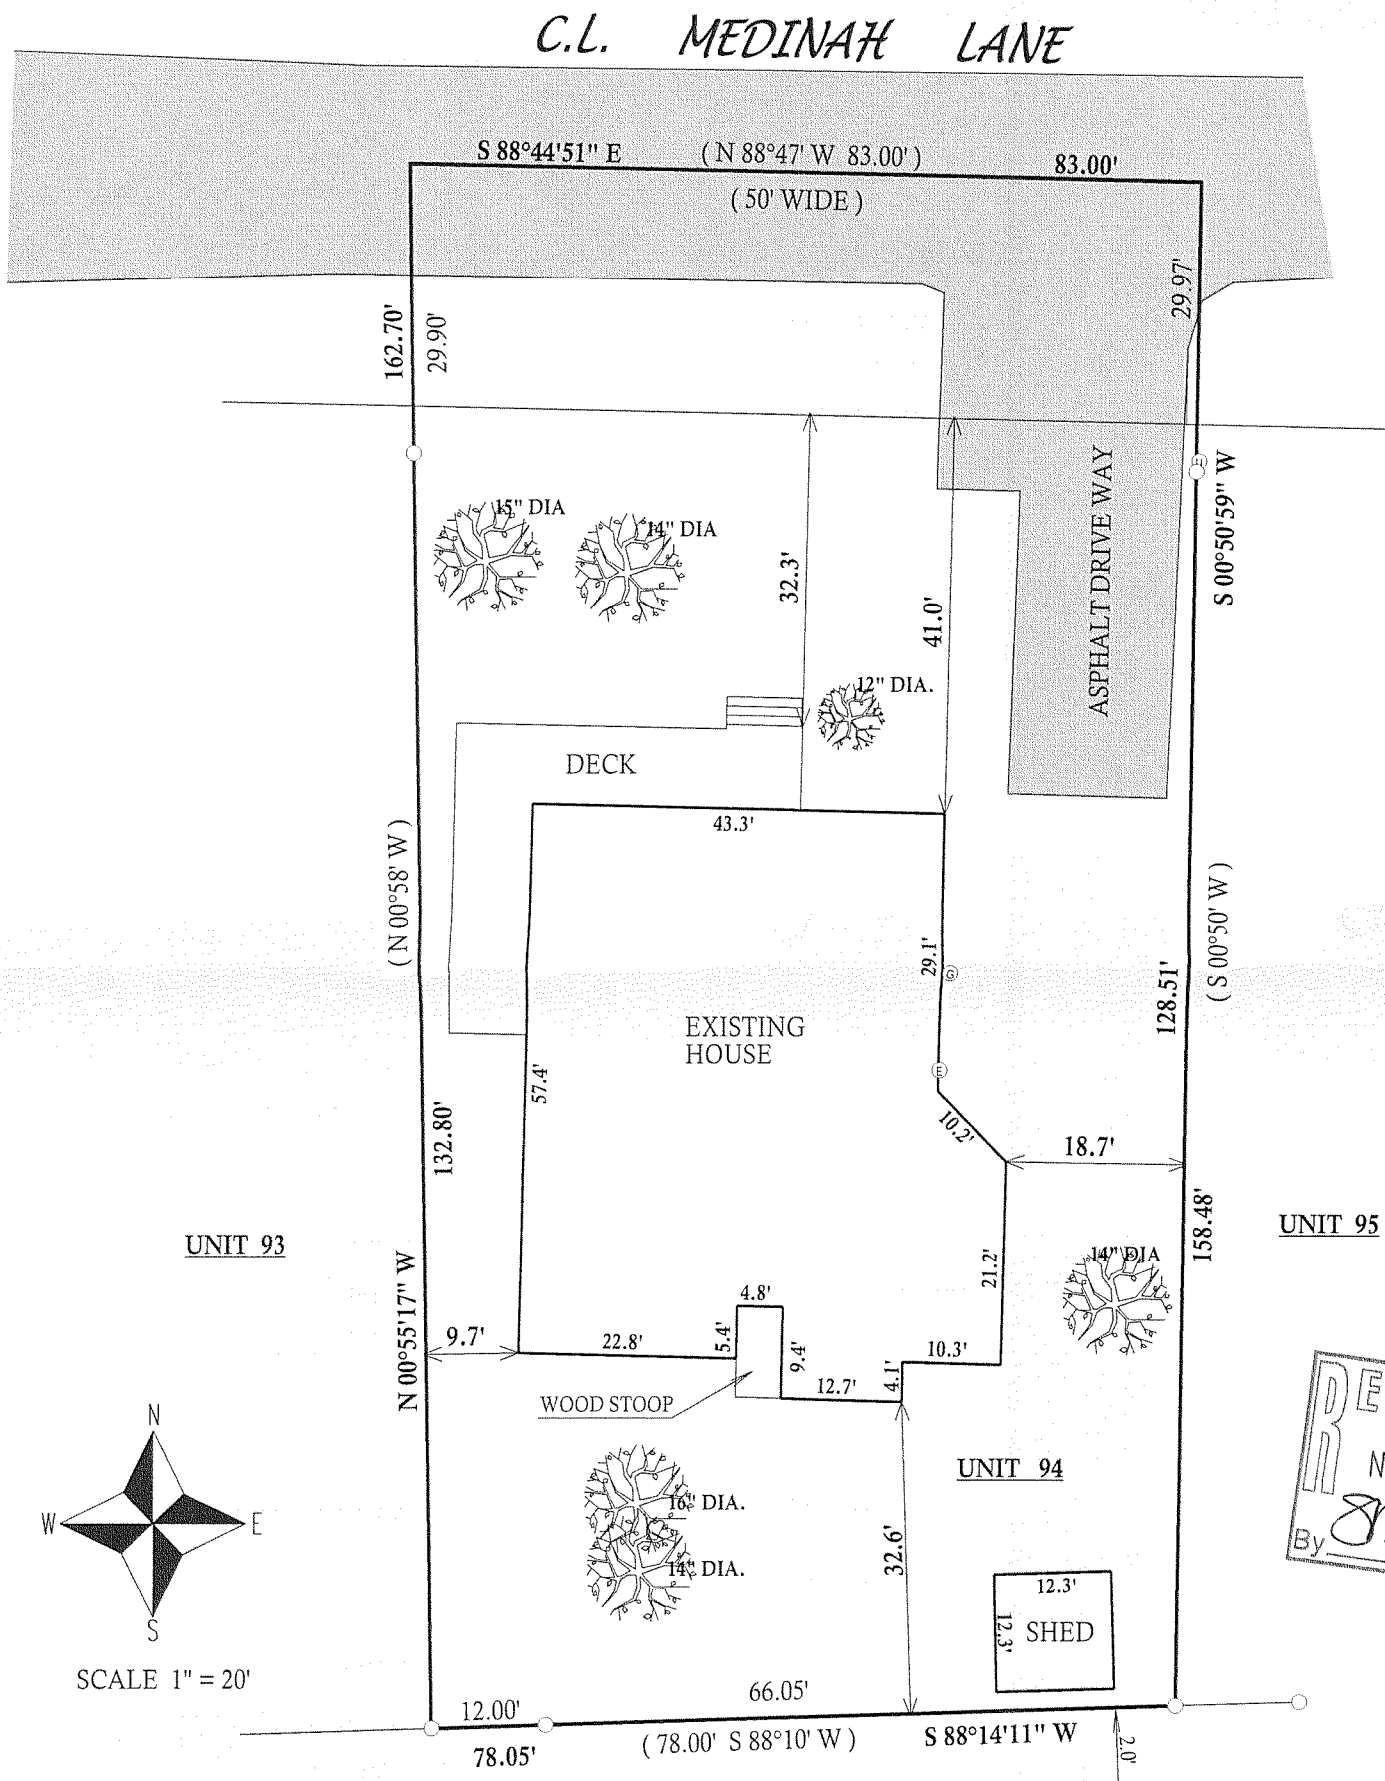 C.L. MEDINAH LANE
S 88°44'51" E ( N 88°47' W 83.00' ) 83.00'
( 50' WIDE )
162.70'
29.90'
29.97'
E
S 00°50'59" W
15" DIA
14" DIA
32.3'
41.0'
ASPHALT DRIVE WAY
12" DIA.
DECK
43.3'
( N 00°58' W )
29.1'
G
( S 00°50' W )
128.51'
EXISTING
HOUSE
57.4'
E
10.2'
132.80'
18.7'
UNIT 93
158.48'
UNIT 95
N 00°55'17" W
21.2'
14" DIA
4.8'
9.7'
22.8'
5.4'
9.4'
10.3'
4.1'
12.7'
WOOD STOOP
UNIT 94
N
W
E
S
16" DIA.
14" DIA.
32.6'
By
12.3'
12.3'
SHED
SCALE 1" = 20'
12.00'
66.05'
78.05'
( 78.00' S 88°10' W )
S 88°14'11" W
2.0'